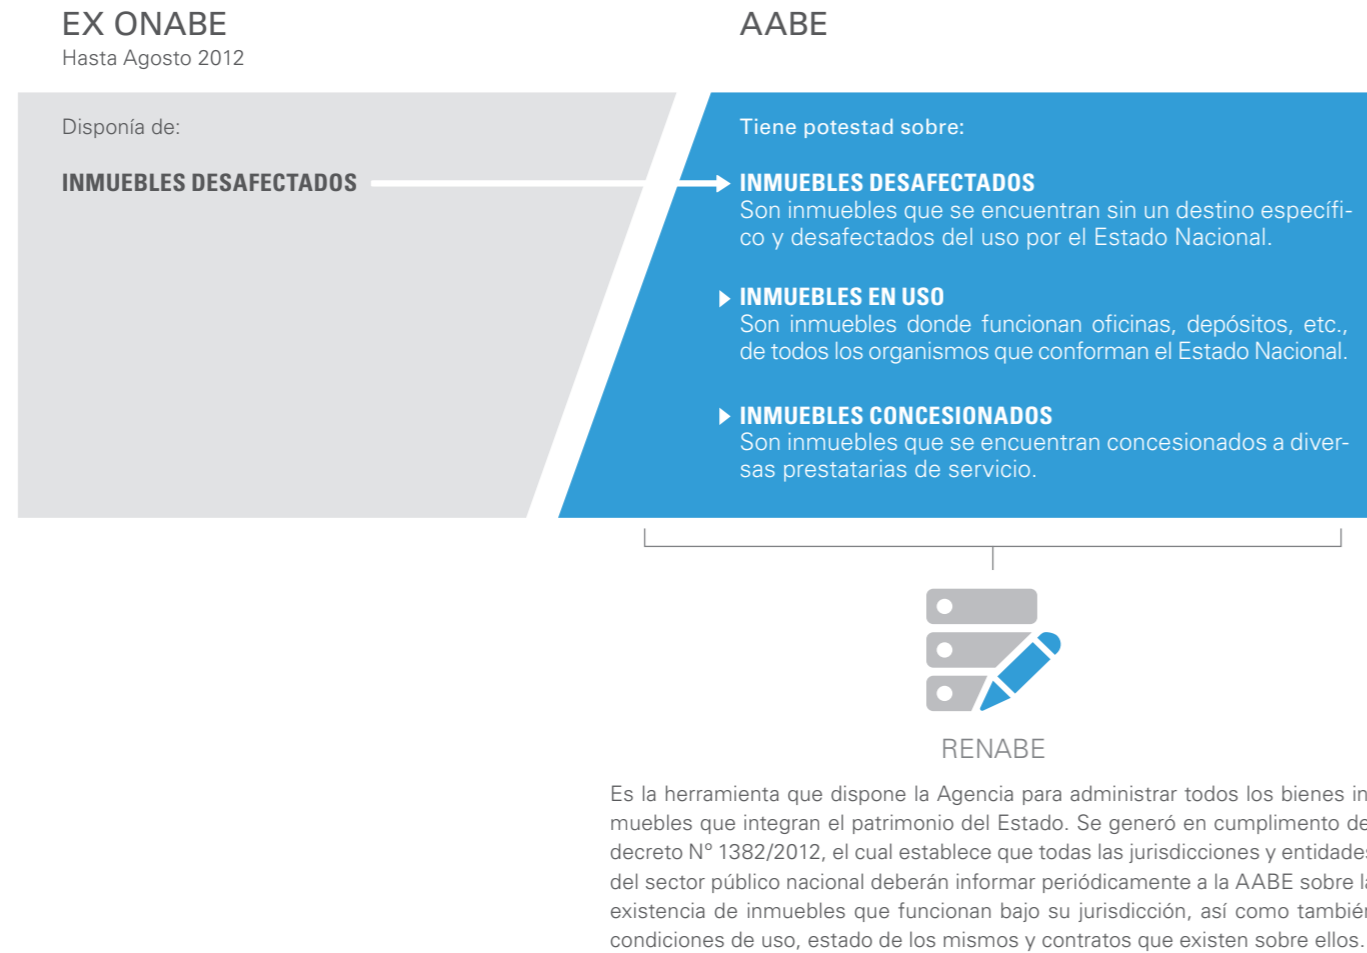 EX ONABE
Hasta Agosto 2012
Disponía de:
INMUEBLES DESAFECTADOS
AABE
Tiene potestad sobre:
INMUEBLES DESAFECTADOS
Son inmuebles que se encuentran sin un destino específi-
co y desafectados del uso por el Estado Nacional.
INMUEBLES EN USO
Son inmuebles donde funcionan oficinas, depósitos, etc.,
de todos los organismos que conforman el Estado Nacional.
INMUEBLES CONCESIONADOS
Son inmuebles que se encuentran concesionados a diver-
sas prestatarias de servicio.
RENABE
Es la herramienta que dispone la Agencia para administrar todos los bienes in
muebles que integran el patrimonio del Estado. Se generó en cumplimento de
decreto Nº 1382/2012, el cual establece que todas las jurisdicciones y entidades
del sector público nacional deberán informar periódicamente a la AABE sobre la
existencia de inmuebles que funcionan bajo su jurisdicción, así como también
condiciones de uso, estado de los mismos y contratos que existen sobre ellos.